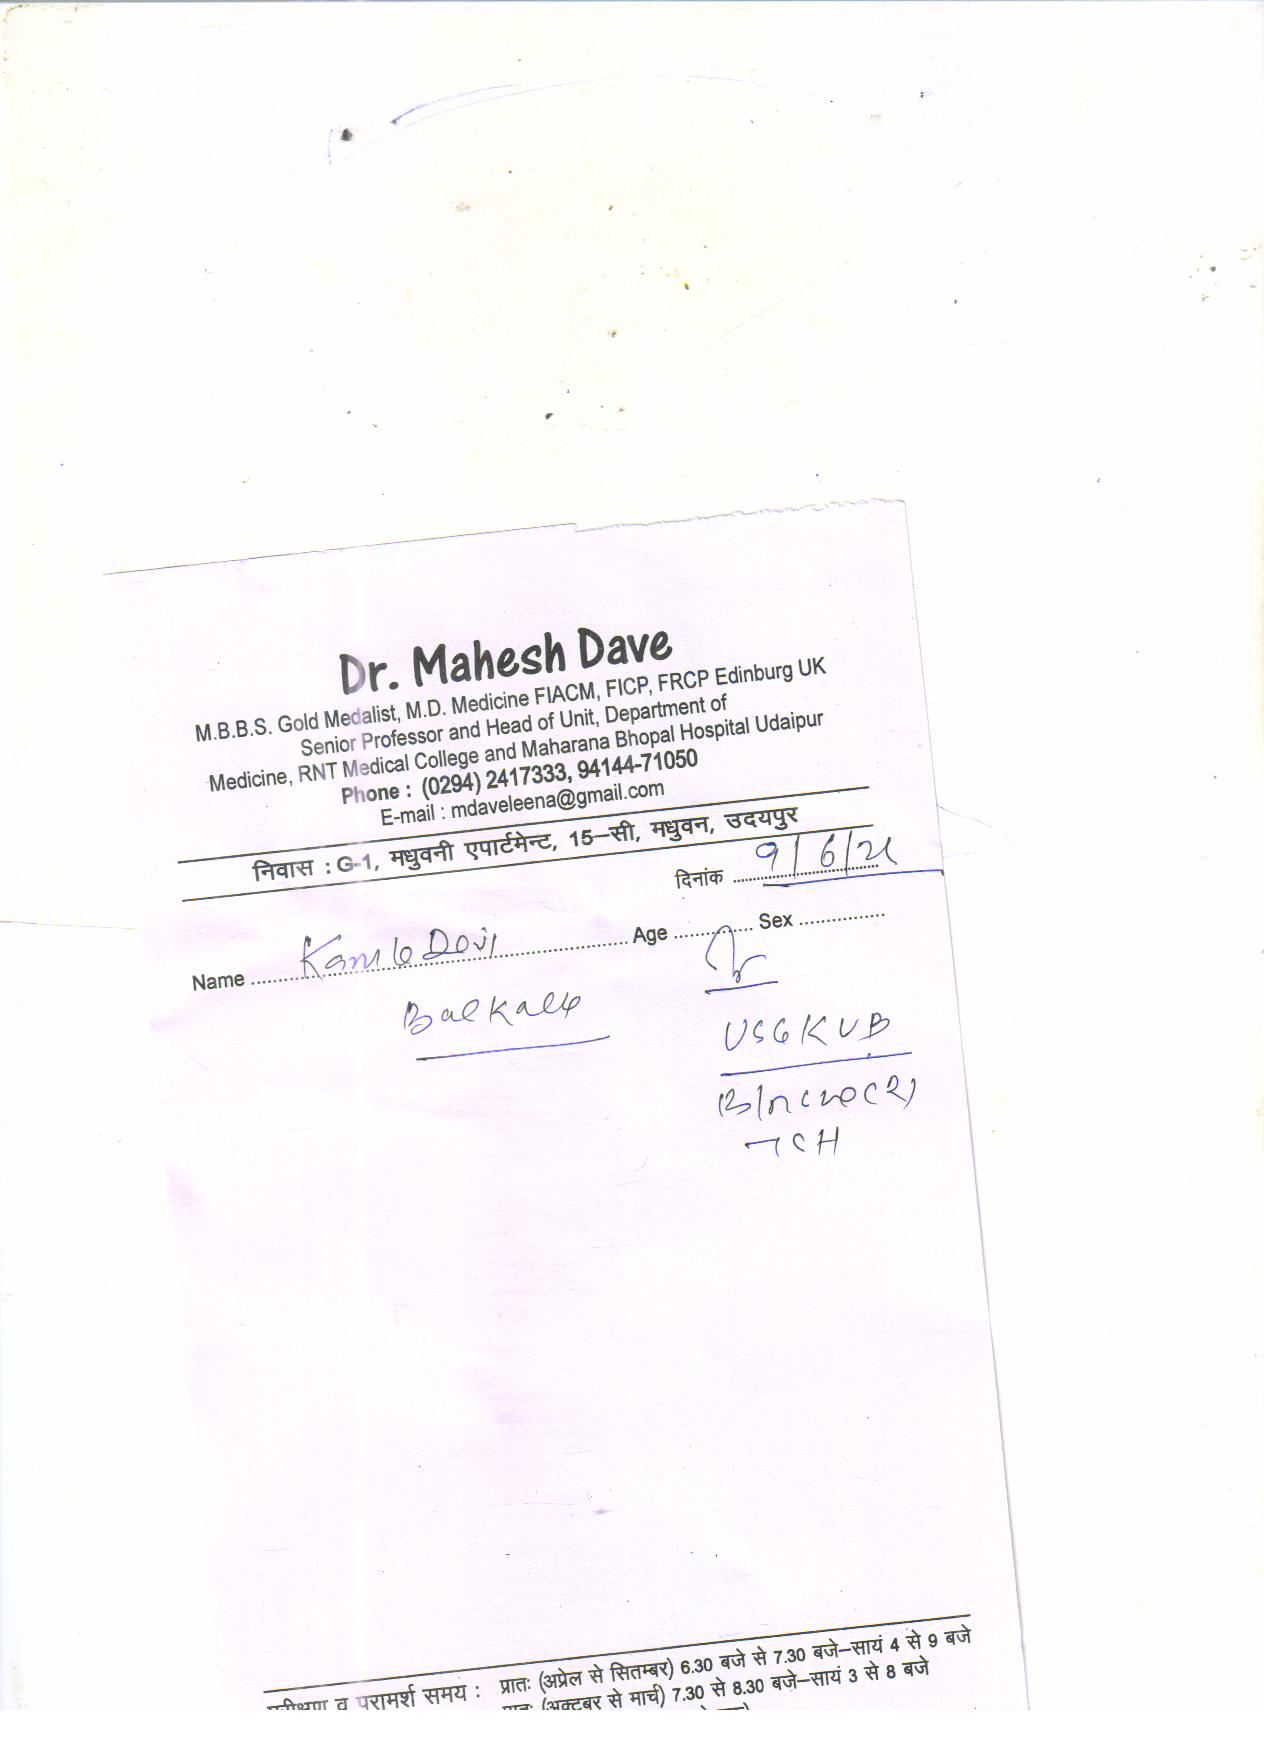 Dr. Mahesh Dave
M.B.B.S. Gold Medalist, M.D. Medicine FIACM, FICP, FRCP Edinburg UK
Senior Professor and Head of Unit, Department of
Medicine, RNT Medical College and Maharana Bhopal Hospital Udaipur
Phone : (0294) 2417333, 94144-71050
E-mail : mdaveleena@gmail.com
निवास : G-1, मधुवनी एपार्टमेन्ट, 15–सी, मधुवन, उदयपुर
दिनांक 9/6/21
Name Kamla Devi Age Sex
USG KUB
प्रातः (अप्रेल से सितम्बर) 6.30 बजे से 7.30 बजे–सायं 4 से 9 बजे
व परामर्श समय : (अक्टूबर से मार्च) 7.30 से 8.30 बजे–सायं 3 से 8 बजे